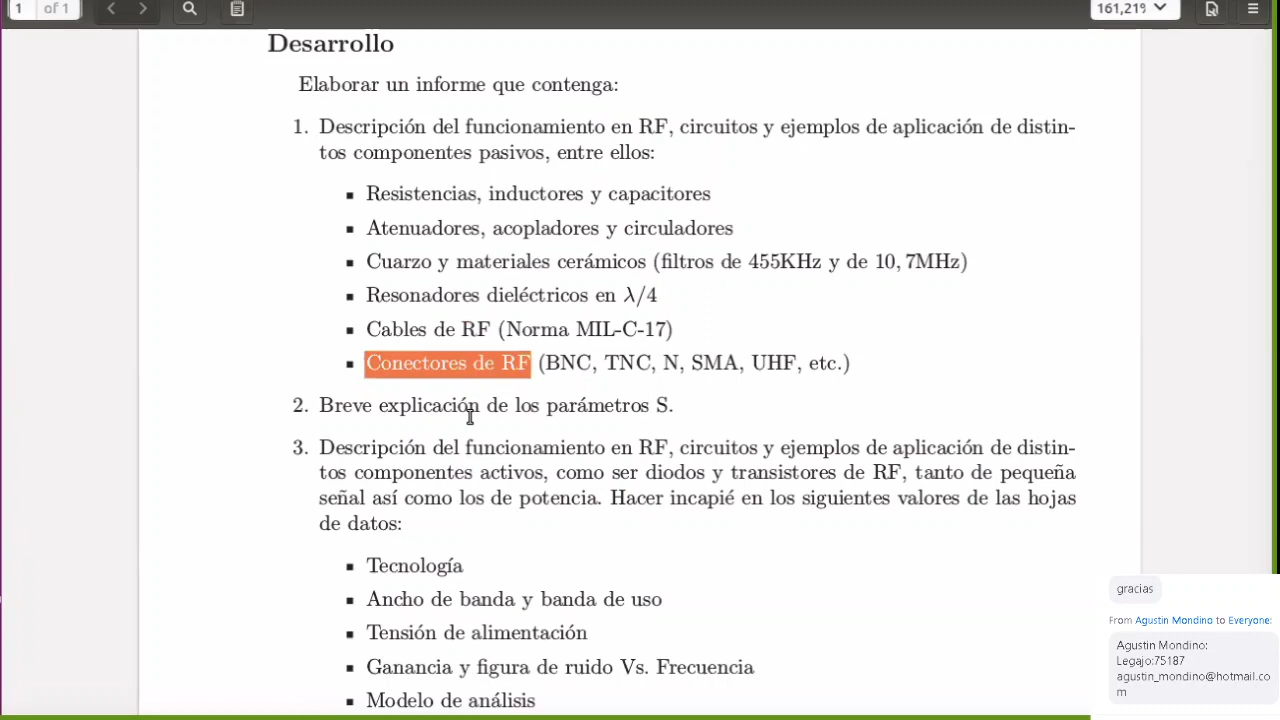 1 of 1
161,21%
Desarrollo
Elaborar un informe que contenga:
1. Descripción del funcionamiento en RF, circuitos y ejemplos de aplicación de distin-
tos componentes pasivos, entre ellos:
▪ Resistencias, inductores y capacitores
▪ Atenuadores, acopladores y circuladores
▪ Cuarzo y materiales cerámicos (filtros de 455KHz y de 10, 7MHz)
▪ Resonadores dieléctricos en λ/4
▪ Cables de RF (Norma MIL-C-17)
▪ Conectores de RF (BNC, TNC, N, SMA, UHF, etc.)
2. Breve explicación de los parámetros S.
3. Descripción del funcionamiento en RF, circuitos y ejemplos de aplicación de distin-
tos componentes activos, como ser diodos y transistores de RF, tanto de pequeña
señal así como los de potencia. Hacer incapié en los siguientes valores de las hojas
de datos:
▪ Tecnología
▪ Ancho de banda y banda de uso
▪ Tensión de alimentación
▪ Ganancia y figura de ruido Vs. Frecuencia
▪ Modelo de análisis
gracias
From Agustin Mondino to Everyone:
Agustin Mondino:
Legajo:75187
agustin_mondino@hotmail.co
m